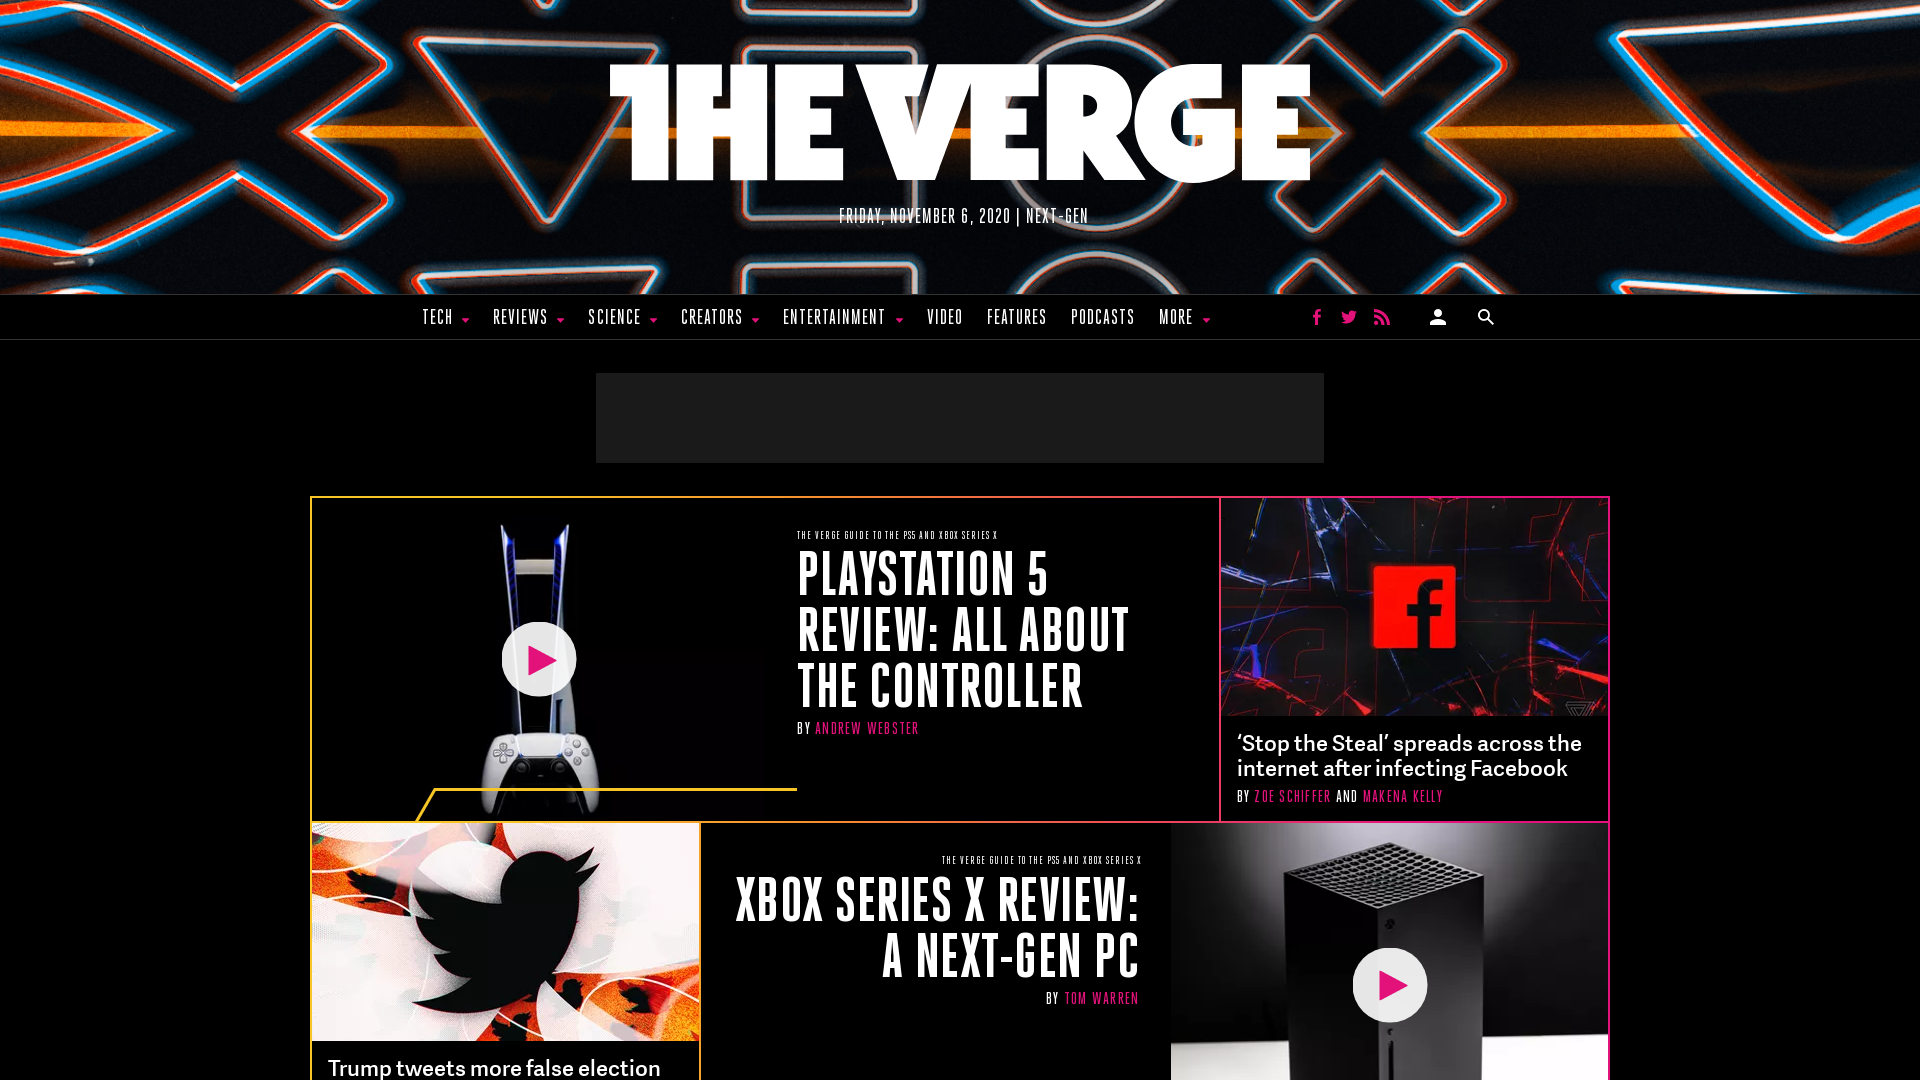 THE VERGE
FRIDAY, NOVEMBER 6, 2020 | NEXT-GEN
TECH REVIEWS SCIENCE CREATORS ENTERTAINMENT VIDEO FEATURES PODCASTS MORE
THE VERGE GUIDE TO THE PS5 AND XBOX SERIES X
PLAYSTATION 5
REVIEW: ALL ABOUT
THE CONTROLLER
BY ANDREW WEBSTER
‘Stop the Steal’ spreads across the
internet after infecting Facebook
BY ZOE SCHIFFER AND MAKENA KELLY
Trump tweets more false election
THE VERGE GUIDE TO THE PS5 AND XBOX SERIES X
XBOX SERIES X REVIEW:
A NEXT-GEN PC
BY TOM WARREN